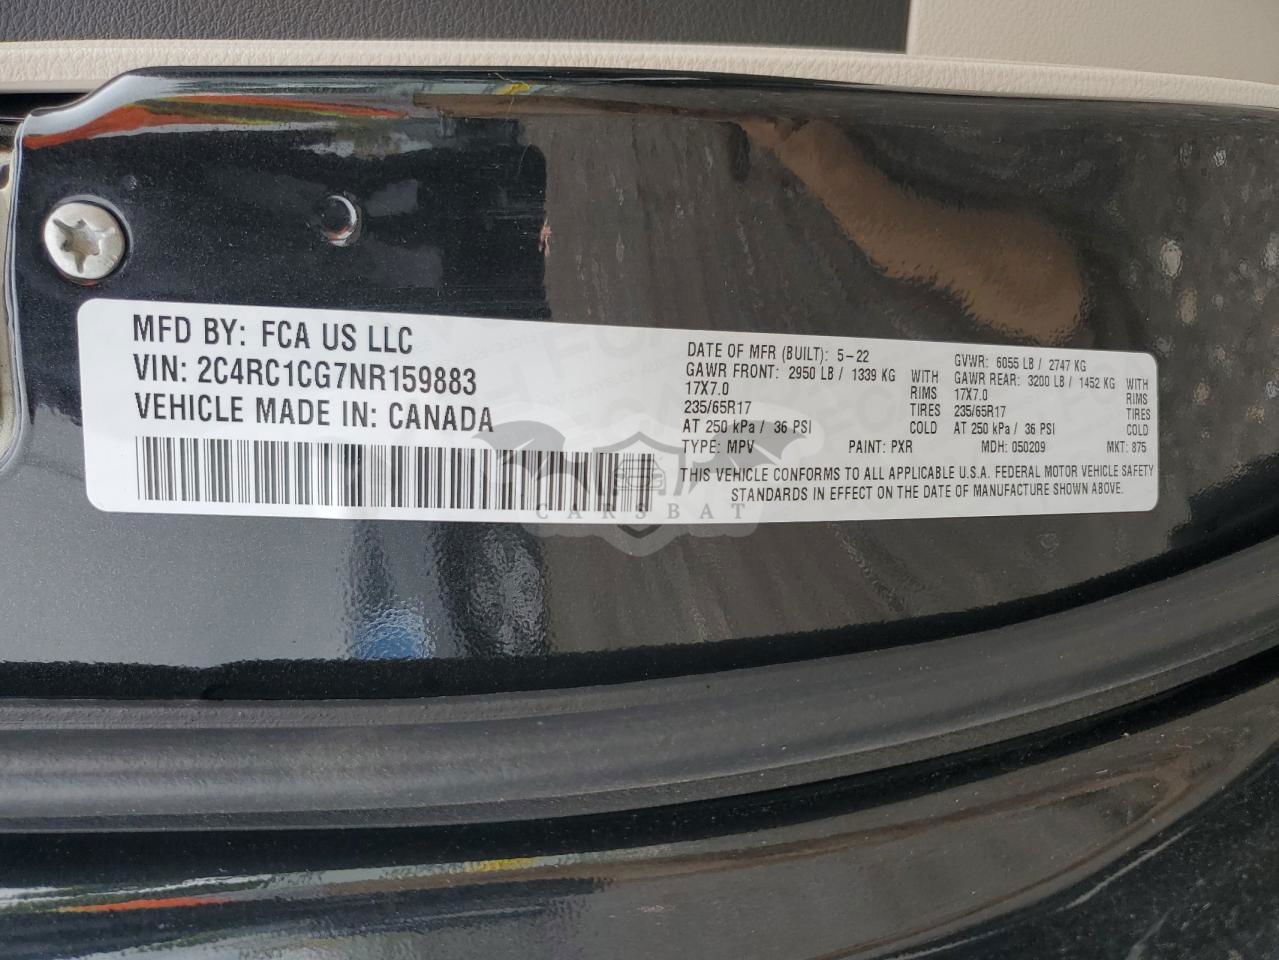 MFD BY: FCA US LLC
VIN: 2C4RC1CG7NR159883
VEHICLE MADE IN: CANADA
DATE OF MFR (BUILT): 5-22 GVWR: 6055 LB / 2747 KG
GAWR FRONT: 2950 LB / 1339 KG WITH GAWR REAR: 3200 LB / 1452 KG WITH
17X7.0 RIMS 17X7.0 RIMS
235/65R17 TIRES 235/65R17 TIRES
AT 250 kPa / 36 PSI COLD AT 250 kPa / 36 PSI COLD
TYPE: MPV PAINT: PXR MDH: 050209 MKT: 875
THIS VEHICLE CONFORMS TO ALL APPLICABLE U.S.A. FEDERAL MOTOR VEHICLE SAFETY
STANDARDS IN EFFECT ON THE DATE OF MANUFACTURE SHOWN ABOVE.
CARSBAT